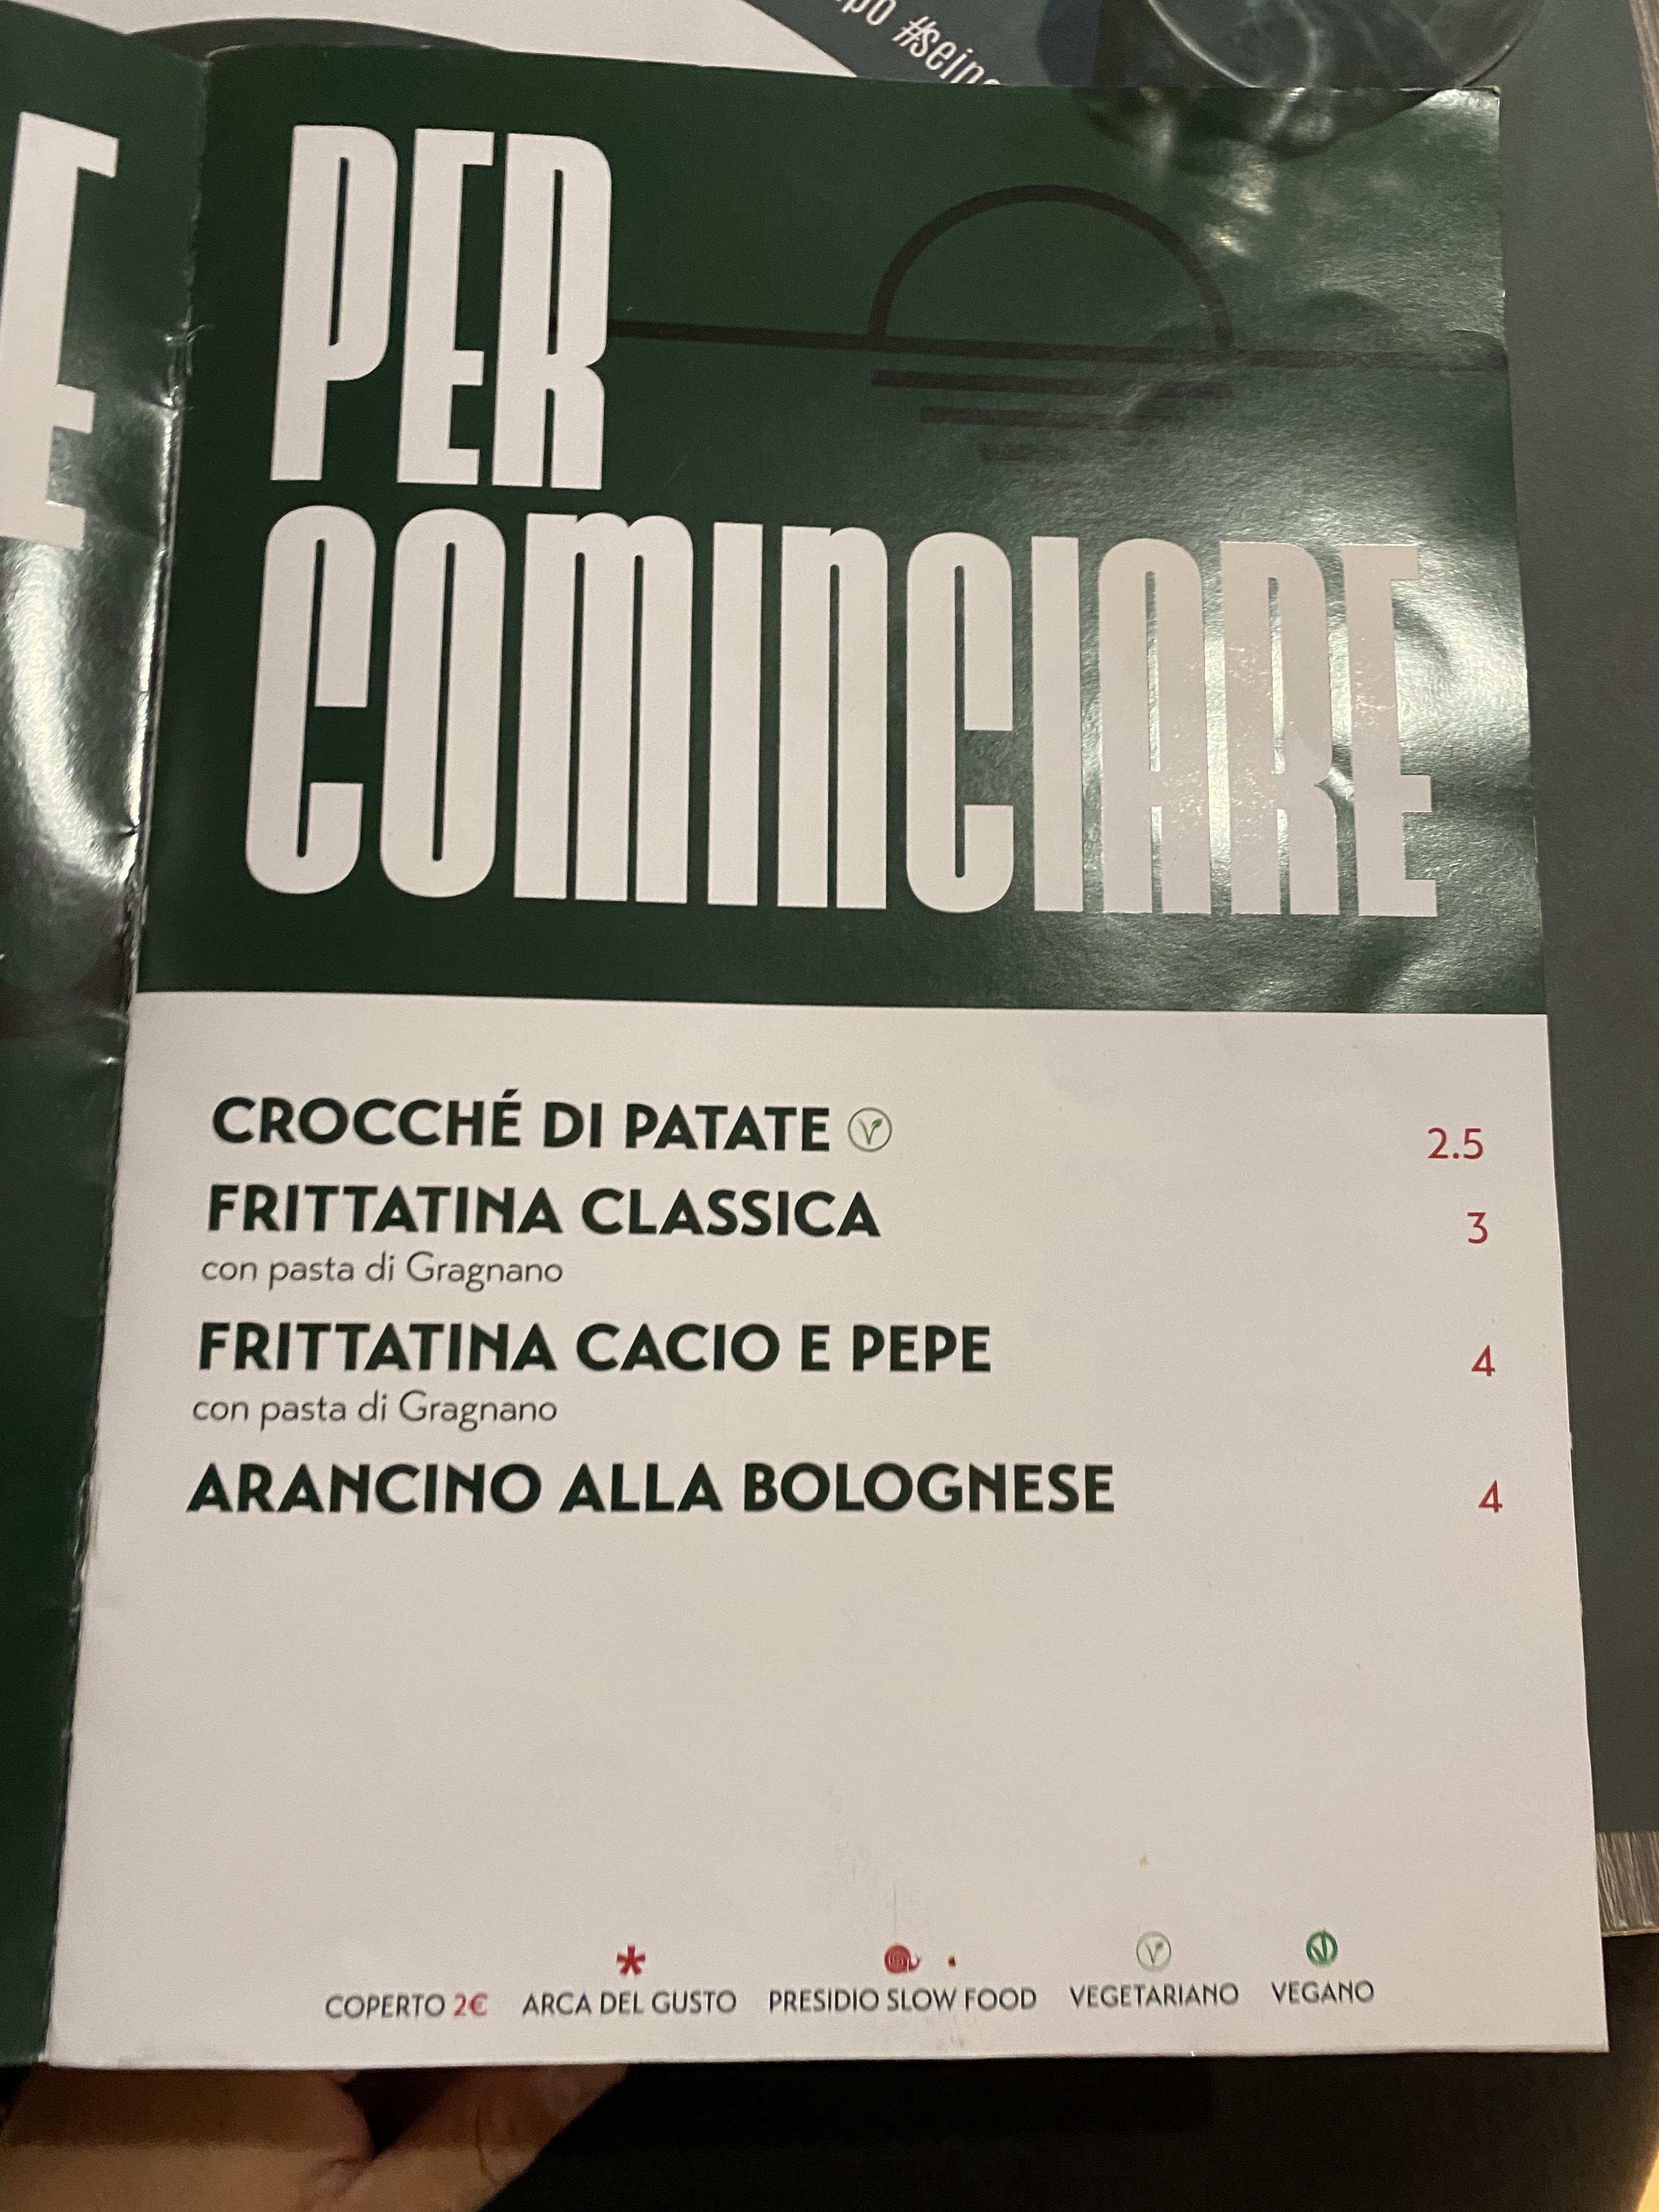 #sein
PER
COMINCIARE
CROCCHÉ DI PATATE V 2.5
FRITTATINA CLASSICA 3
con pasta di Gragnano
FRITTATINA CACIO E PEPE 4
con pasta di Gragnano
ARANCINO ALLA BOLOGNESE 4
COPERTO 2€ * ARCA DEL GUSTO PRESIDIO SLOW FOOD VEGETARIANO VEGANO